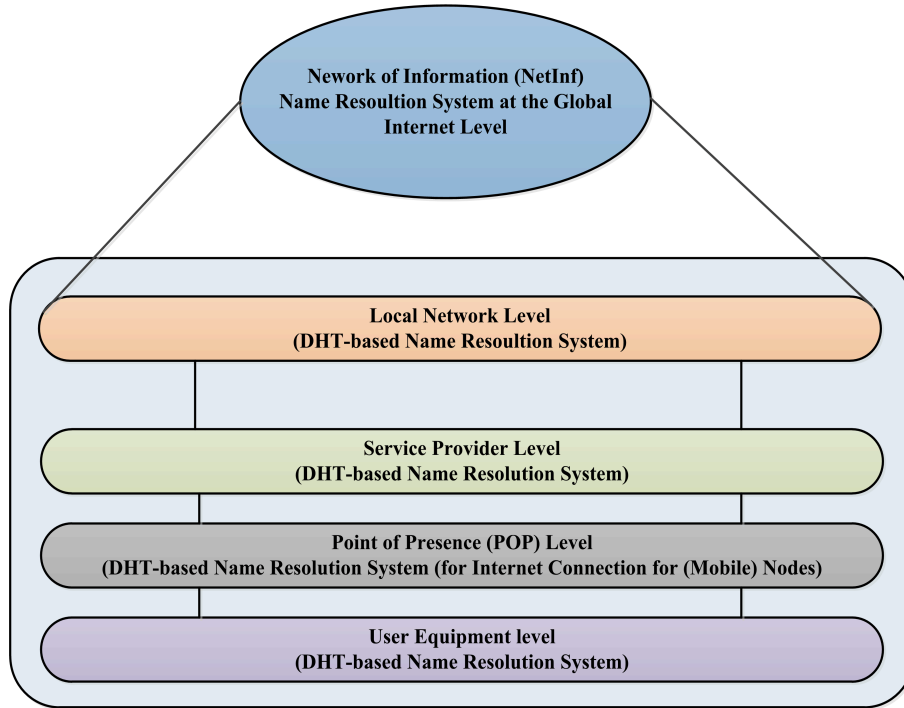 Nework of Information (NetInf)
Name Resoultion System at the Global
Internet Level
Local Network Level
(DHT-based Name Resoultion System)
Service Provider Level
(DHT-based Name Resolution System)
Point of Presence (POP) Level
(DHT-based Name Resolution System (for Internet Connection for (Mobile) Nodes)
User Equipment level
(DHT-based Name Resolution System)